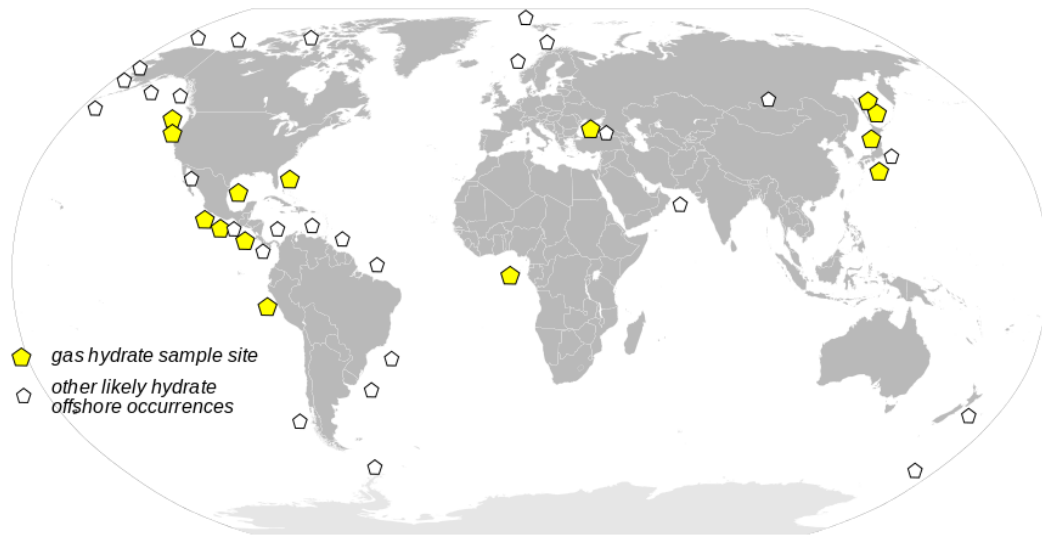 gas hydrate sample site
other likely hydrate
offshore occurrences